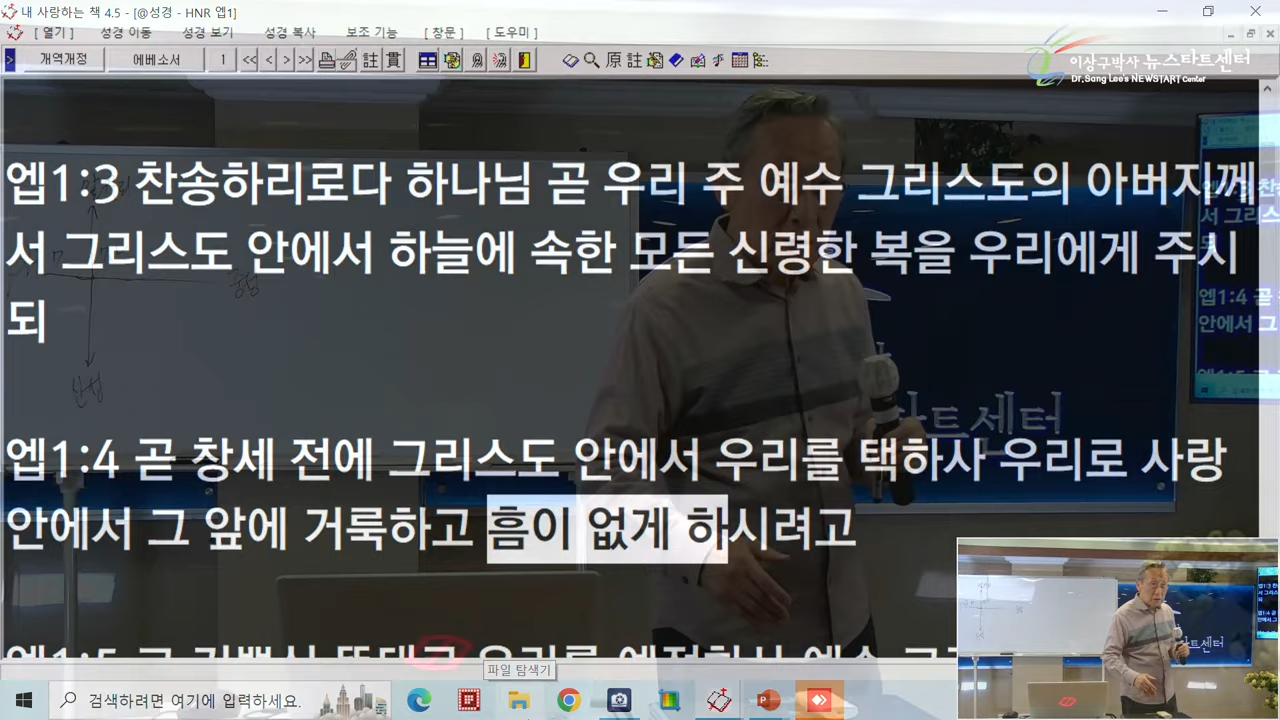 내 사랑하는 책 4.5 - [@성경 - HNR 엡1]
[ 열기 ] 성경 이동 성경 보기 성경 복사 보조 기능 [ 창문 ] [ 도우미 ]
개역개정 에베소서 1 << < > >> 註 原 註
이상구박사 뉴스타트센터
Dr.Sang Lee's NEWSTART Center
엡1:3 찬송하리로다 하나님 곧 우리 주 예수 그리스도의 아버지께
서 그리스도 안에서 하늘에 속한 모든 신령한 복을 우리에게 주시
되
엡1:4 곧 창세 전에 그리스도 안에서 우리를 택하사 우리로 사랑
안에서 그 앞에 거룩하고 흠이 없게 하시려고
파일 탐색기
검색하려면 여기에 입력하세요.